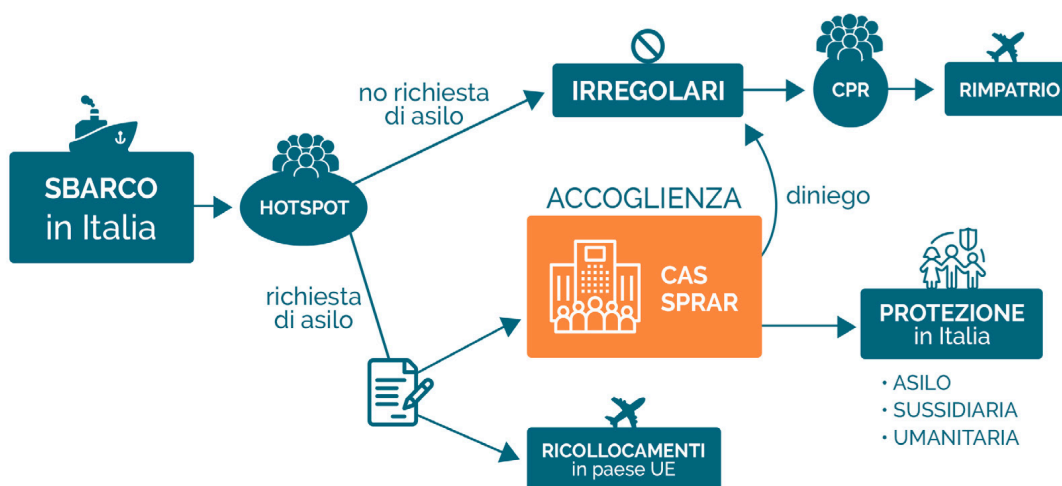 SBARCO
in Italia
HOTSPOT
no richiesta
di asilo
IRREGOLARI
CPR
RIMPATRIO
richiesta
di asilo
ACCOGLIENZA
CAS
SPRAR
diniego
PROTEZIONE
in Italia
• ASILO
• SUSSIDIARIA
• UMANITARIA
RICOLLOCAMENTI
in paese UE